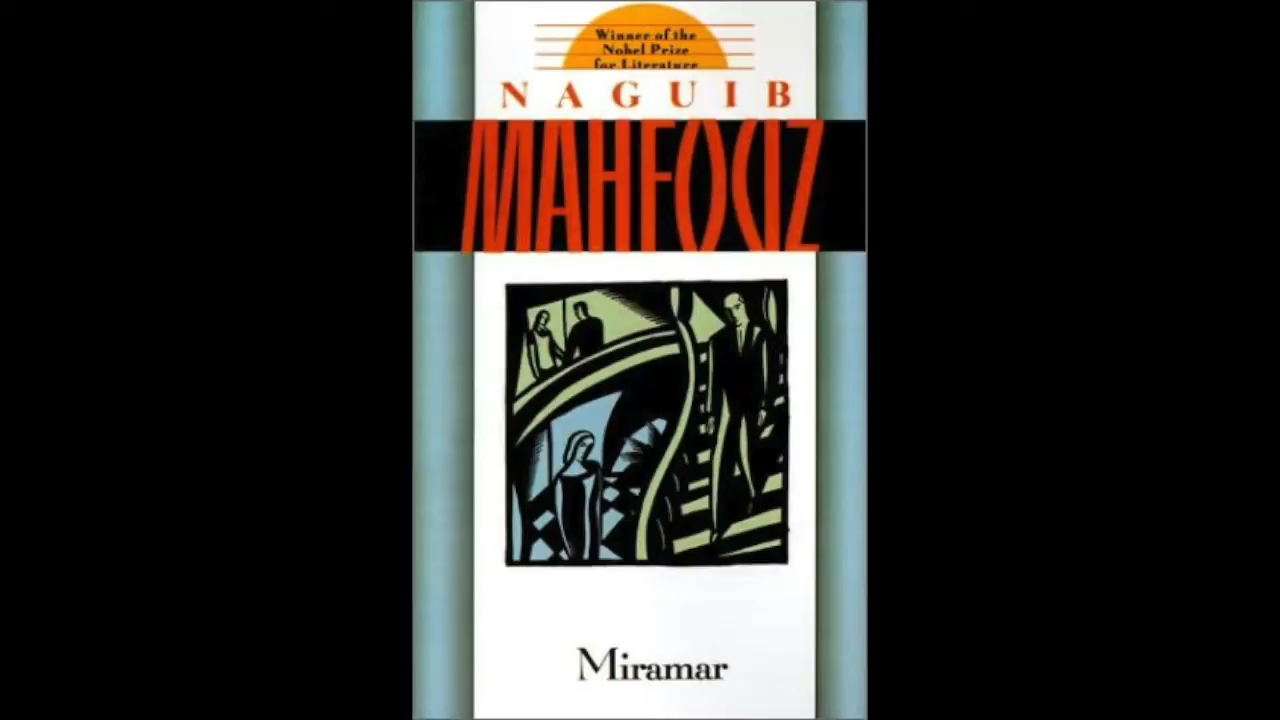 Winner of the
Nobel Prize
for Literature
NAGUIB
MAHFOUZ
Miramar